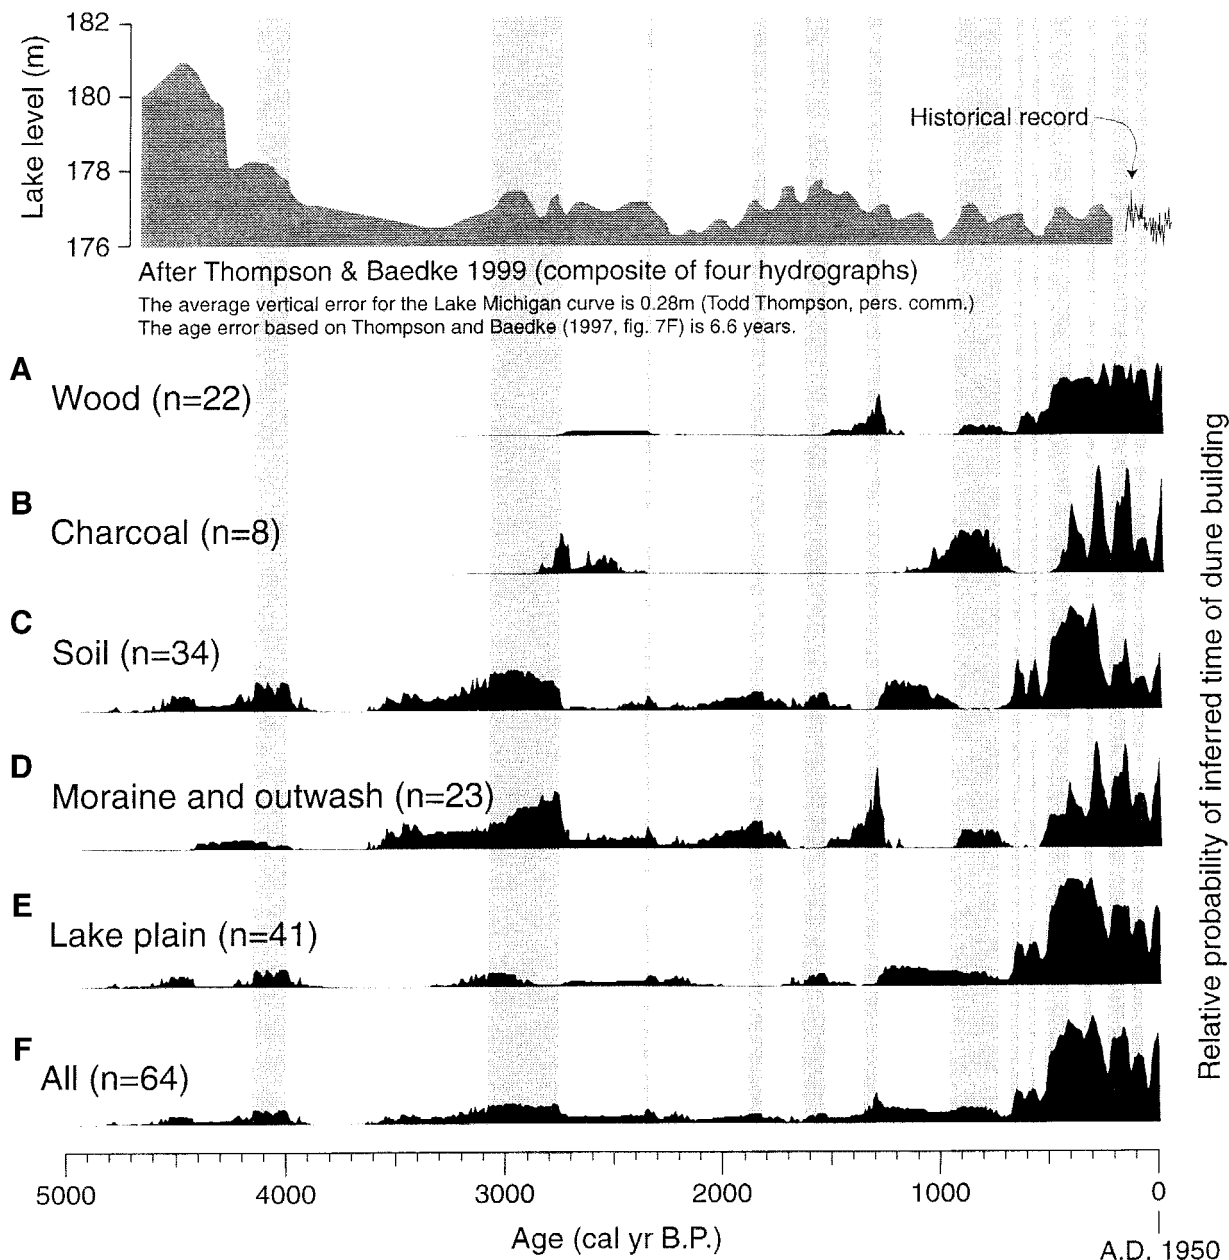 182
180
178
176
Lake level (m)
Historical record
After Thompson & Baedke 1999 (composite of four hydrographs)
The average vertical error for the Lake Michigan curve is 0.28m (Todd Thompson, pers. comm.)
The age error based on Thompson and Baedke (1997, fig. 7F) is 6.6 years.
A
Wood (n=22)
B
Charcoal (n=8)
C
Soil (n=34)
D
Moraine and outwash (n=23)
E
Lake plain (n=41)
F
All (n=64)
Relative probability of inferred time of dune building
5000 4000 3000 2000 1000 0
Age (cal yr B.P.)
A.D. 1950